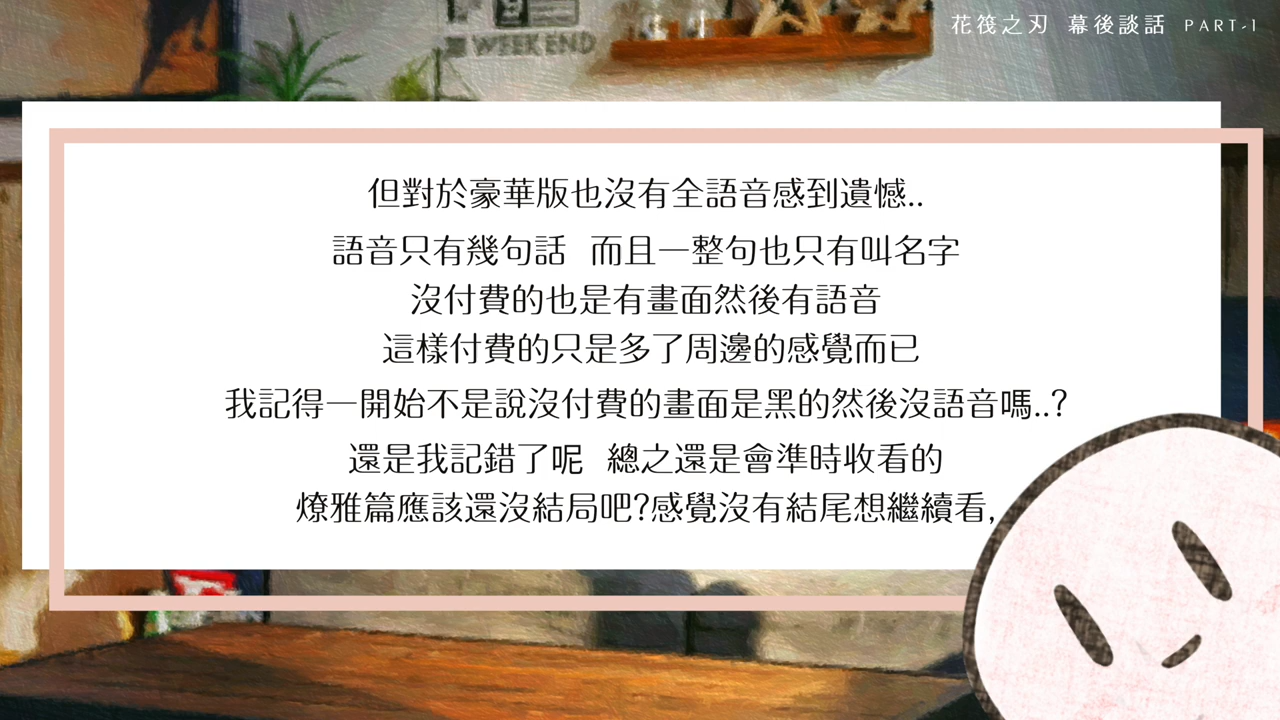 花筏之刃 幕後談話 PART-1
WEEKEND
但對於豪華版也沒有全語音感到遺憾..
語音只有幾句話 而且一整句也只有叫名字
沒付費的也是有畫面然後有語音
這樣付費的只是多了周邊的感覺而已
我記得一開始不是說沒付費的畫面是黑的然後沒語音嗎..?
還是我記錯了呢 總之還是會準時收看的
燎雅篇應該還沒結局吧?感覺沒有結尾想繼續看,